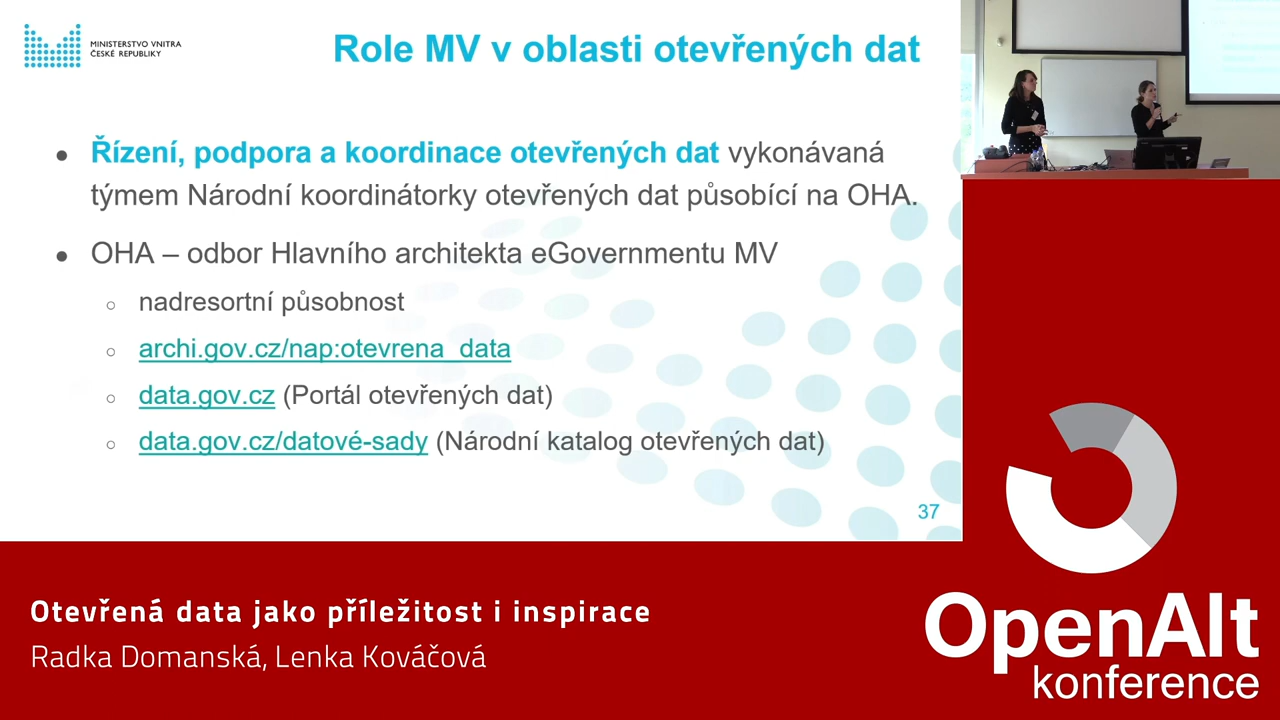 MINISTERSTVO VNITRA
ČESKÉ REPUBLIKY
Role MV v oblasti otevřených dat
● Řízení, podpora a koordinace otevřených dat vykonávaná
týmem Národní koordinátorky otevřených dat působící na OHA.
● OHA – odbor Hlavního architekta eGovernmentu MV
○ nadresortní působnost
○ archi.gov.cz/nap:otevrena_data
○ data.gov.cz (Portál otevřených dat)
○ data.gov.cz/datové-sady (Národní katalog otevřených dat)
37
Otevřená data jako příležitost i inspirace
Radka Domanská, Lenka Kováčová
OpenAlt
konference